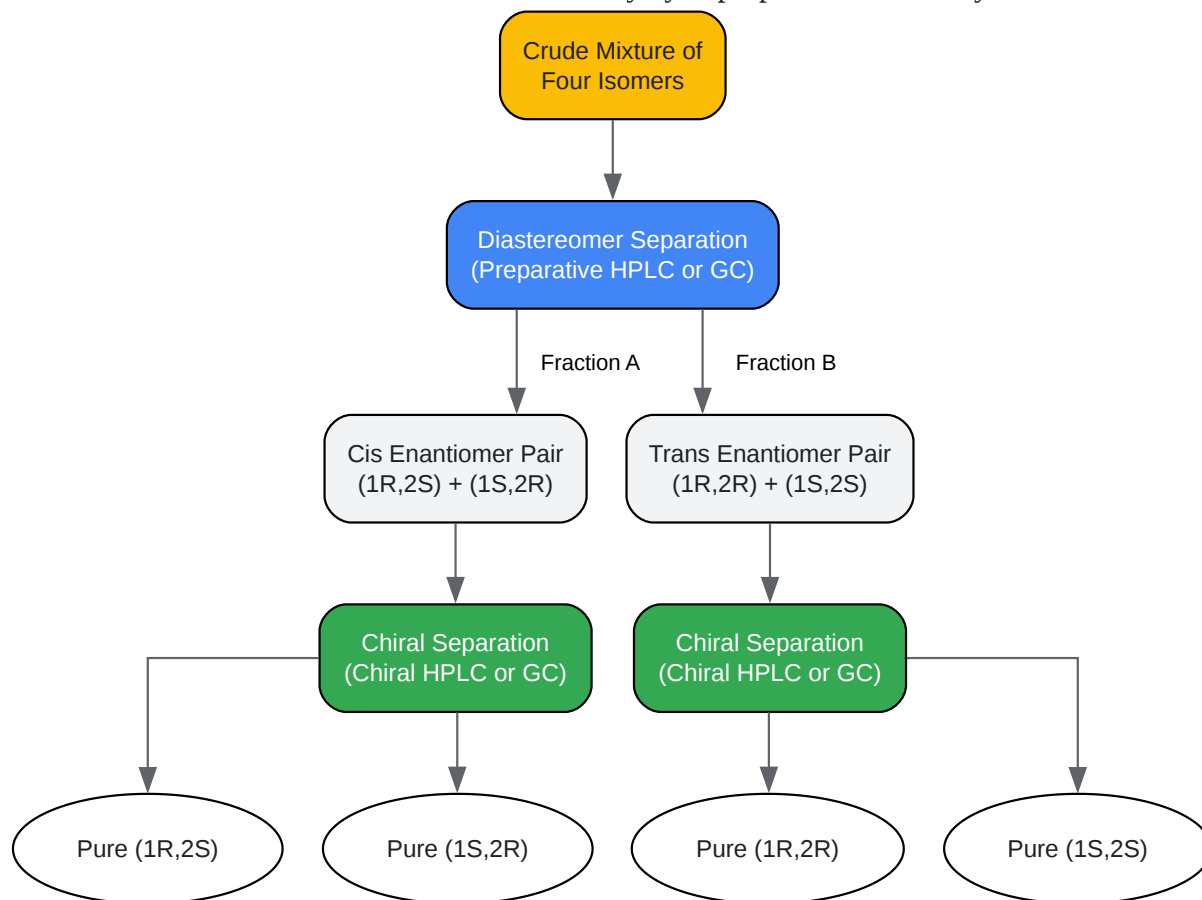 Crude Mixture of
Four Isomers
Diastereomer Separation
(Preparative HPLC or GC)
Fraction A
Fraction B
Cis Enantiomer Pair
(1R,2S) + (1S,2R)
Trans Enantiomer Pair
(1R,2R) + (1S,2S)
Chiral Separation
(Chiral HPLC or GC)
Chiral Separation
(Chiral HPLC or GC)
Pure (1R,2S)
Pure (1S,2R)
Pure (1R,2R)
Pure (1S,2S)